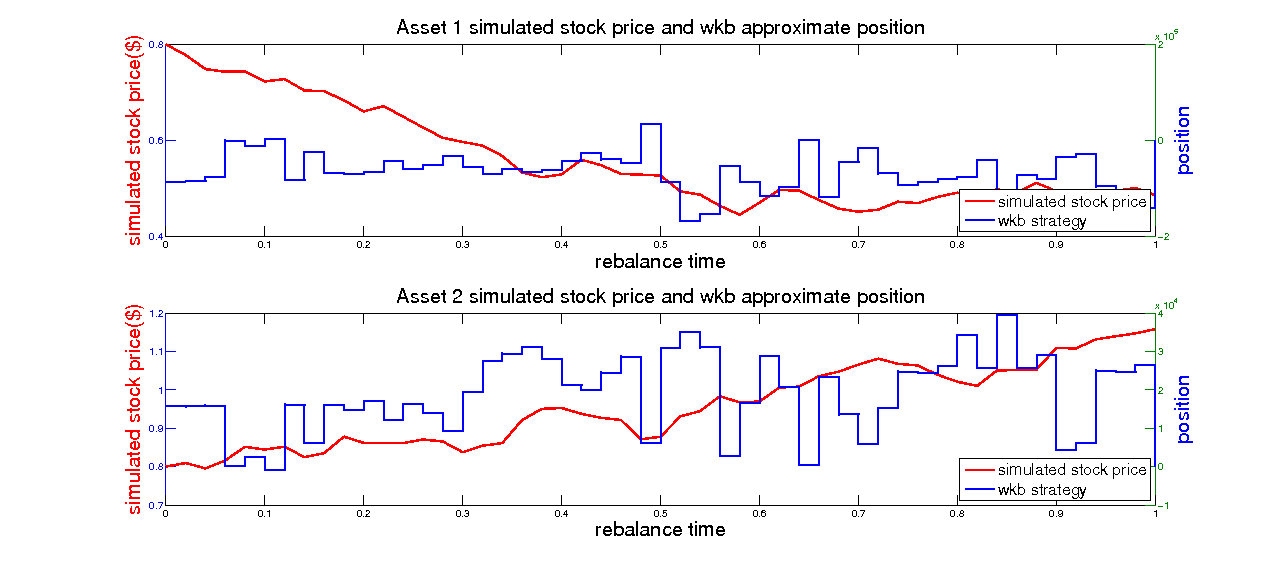 Asset 1 simulated stock price and wkb approximate position
x 10^5
simulated stock price($)
0.8
0.6
0.4
2
0
-2
position
simulated stock price
wkb strategy
0 0.1 0.2 0.3 0.4 0.5 0.6 0.7 0.8 0.9 1
rebalance time
Asset 2 simulated stock price and wkb approximate position
x 10^4
simulated stock price($)
1.2
1.1
1
0.9
0.8
0.7
4
3
2
1
0
-1
position
simulated stock price
wkb strategy
0 0.1 0.2 0.3 0.4 0.5 0.6 0.7 0.8 0.9 1
rebalance time